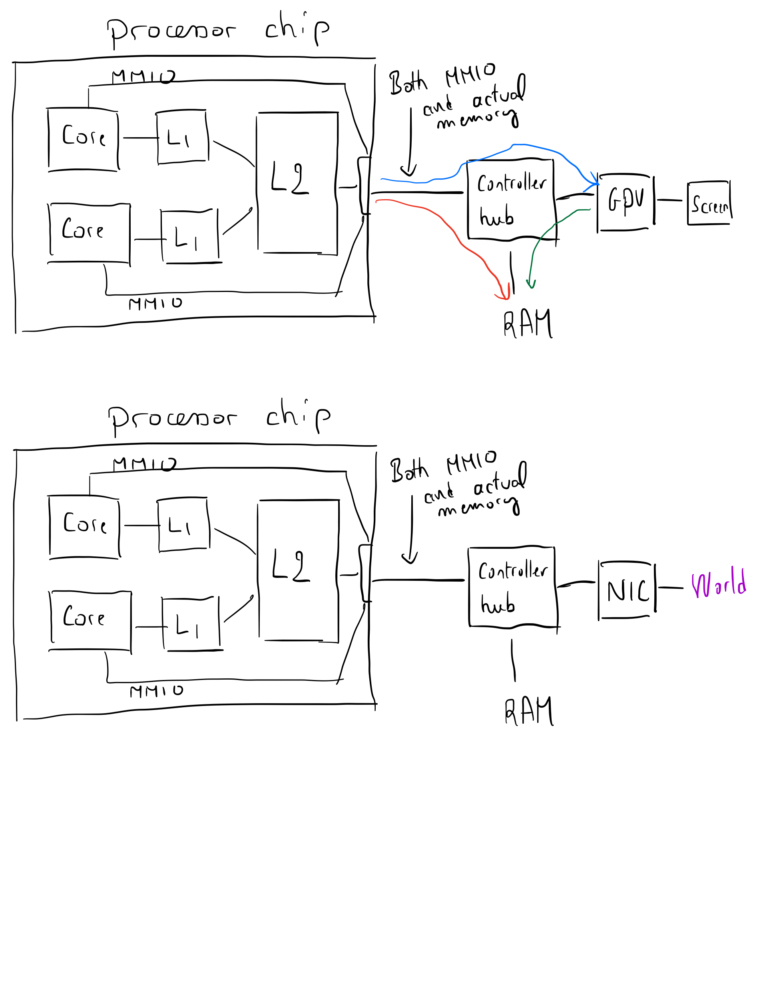 Processor chip
MMIO
Both MMIO
and actual
memory
Core
L1
L2
Controller
hub
GPU
Screen
Core
L1
MMIO
RAM
Processor chip
MMIO
Both MMIO
and actual
memory
Core
L1
L2
Controller
hub
NIC
World
Core
L1
MMIO
RAM